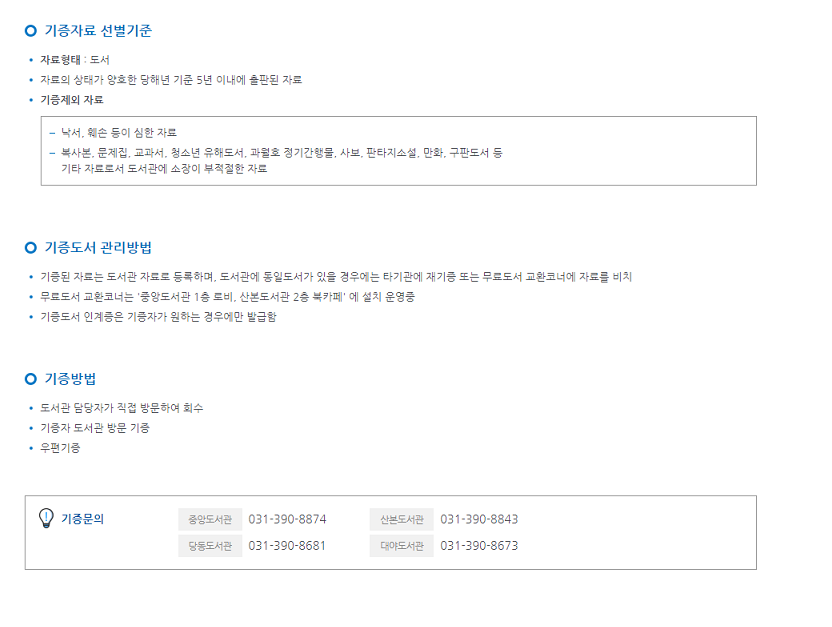 기증자료 선별기준
자료형태 : 도서
자료의 상태가 양호한 당해년 기준 5년 이내에 출판된 자료
기증제외 자료
– 낙서, 훼손 등이 심한 자료
– 복사본, 문제집, 교과서, 청소년 유해도서, 과월호 정기간행물, 사보, 판타지소설, 만화, 구판도서 등
기타 자료로서 도서관에 소장이 부적절한 자료
기증도서 관리방법
기증된 자료는 도서관 자료로 등록하며, 도서관에 동일도서가 있을 경우에는 타기관에 재기증 또는 무료도서 교환코너에 자료를 비치
무료도서 교환코너는 '중앙도서관 1층 로비, 산본도서관 2층 북카페' 에 설치 운영중
기증도서 인계증은 기증자가 원하는 경우에만 발급함
기증방법
도서관 담당자가 직접 방문하여 회수
기증자 도서관 방문 기증
우편기증
기증문의 중앙도서관 031-390-8874 산본도서관 031-390-8843
당동도서관 031-390-8681 대야도서관 031-390-8673